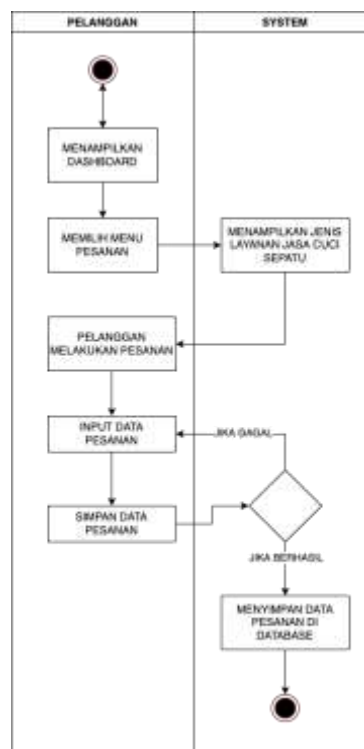 PELANGGAN
SYSTEM
MENAMPILKAN
DASHBOARD
MEMILIH MENU
PESANAN
MENAMPILKAN JENIS
LAYANAN JASA CUCI
SEPATU
PELANGGAN
MELAKUKAN PESANAN
INPUT DATA
PESANAN
JIKA GAGAL
SIMPAN DATA
PESANAN
JIKA BERHASIL
MENYIMPAN DATA
PESANAN DI
DATABASE